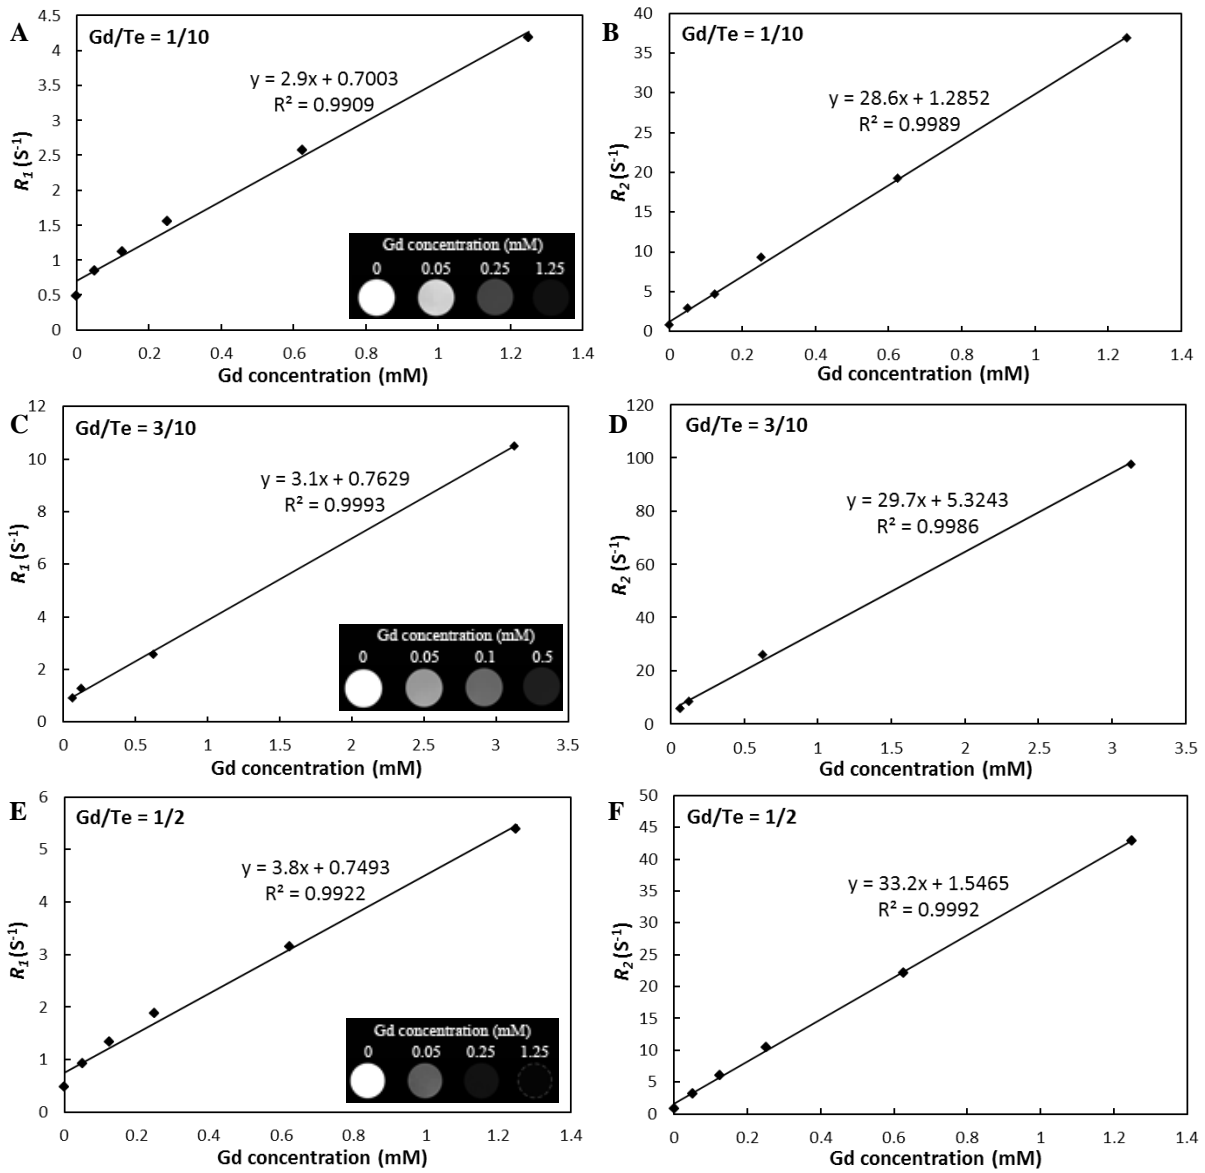 A
Gd/Te = 1/10
y = 2.9x + 0.7003
R² = 0.9909
R1 (S-1)
4.5
4
3.5
3
2.5
2
1.5
1
0.5
0
Gd concentration (mM)
0 0.05 0.25 1.25
0 0.2 0.4 0.6 0.8 1 1.2 1.4
Gd concentration (mM)
B
Gd/Te = 1/10
y = 28.6x + 1.2852
R² = 0.9989
R2 (S-1)
40
35
30
25
20
15
10
5
0
0 0.2 0.4 0.6 0.8 1 1.2 1.4
Gd concentration (mM)
C
Gd/Te = 3/10
y = 3.1x + 0.7629
R² = 0.9993
R1 (S-1)
12
10
8
6
4
2
0
Gd concentration (mM)
0 0.05 0.1 0.5
0 0.5 1 1.5 2 2.5 3 3.5
Gd concentration (mM)
D
Gd/Te = 3/10
y = 29.7x + 5.3243
R² = 0.9986
R2 (S-1)
120
100
80
60
40
20
0
0 0.5 1 1.5 2 2.5 3 3.5
Gd concentration (mM)
E
Gd/Te = 1/2
y = 3.8x + 0.7493
R² = 0.9922
R1 (S-1)
6
5
4
3
2
1
0
Gd concentration (mM)
0 0.05 0.25 1.25
0 0.2 0.4 0.6 0.8 1 1.2 1.4
Gd concentration (mM)
F
Gd/Te = 1/2
y = 33.2x + 1.5465
R² = 0.9992
R2 (S-1)
50
45
40
35
30
25
20
15
10
5
0
0 0.2 0.4 0.6 0.8 1 1.2 1.4
Gd concentration (mM)